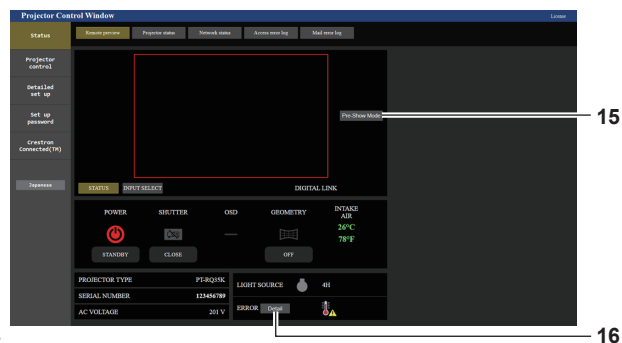 Projector Control Window
License
Status
Remote preview Projector status Network status Access error log Mail error log
Projector
control
Detailed
set up
Set up
password
Crestron
Connected(TM)
Japanese
Pre-Show Mode
15
STATUS INPUT SELECT DIGITAL LINK
POWER SHUTTER OSD GEOMETRY INTAKE
AIR
26°C
78°F
STANDBY CLOSE OFF
PROJECTOR TYPE PT-RQ35K
SERIAL NUMBER 123456789
AC VOLTAGE 201 V
LIGHT SOURCE 4H
ERROR Detail
16